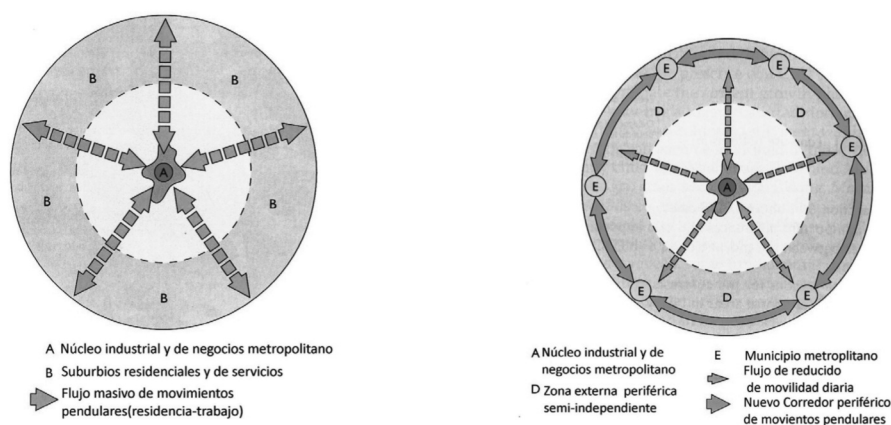 B
B
B
B
B
A
A Núcleo industrial y de negocios metropolitano
B Suburbios residenciales y de servicios
Flujo masivo de movimientos
pendulares(residencia-trabajo)
E
E
E
E
E
E
D
D
D
A
A Núcleo industrial y de
negocios metropolitano
D Zona externa periférica
semi-independiente
E Municipio metroplitano
Flujo de reducido
de movilidad diaria
Nuevo Corredor periférico
de movientos pendulares